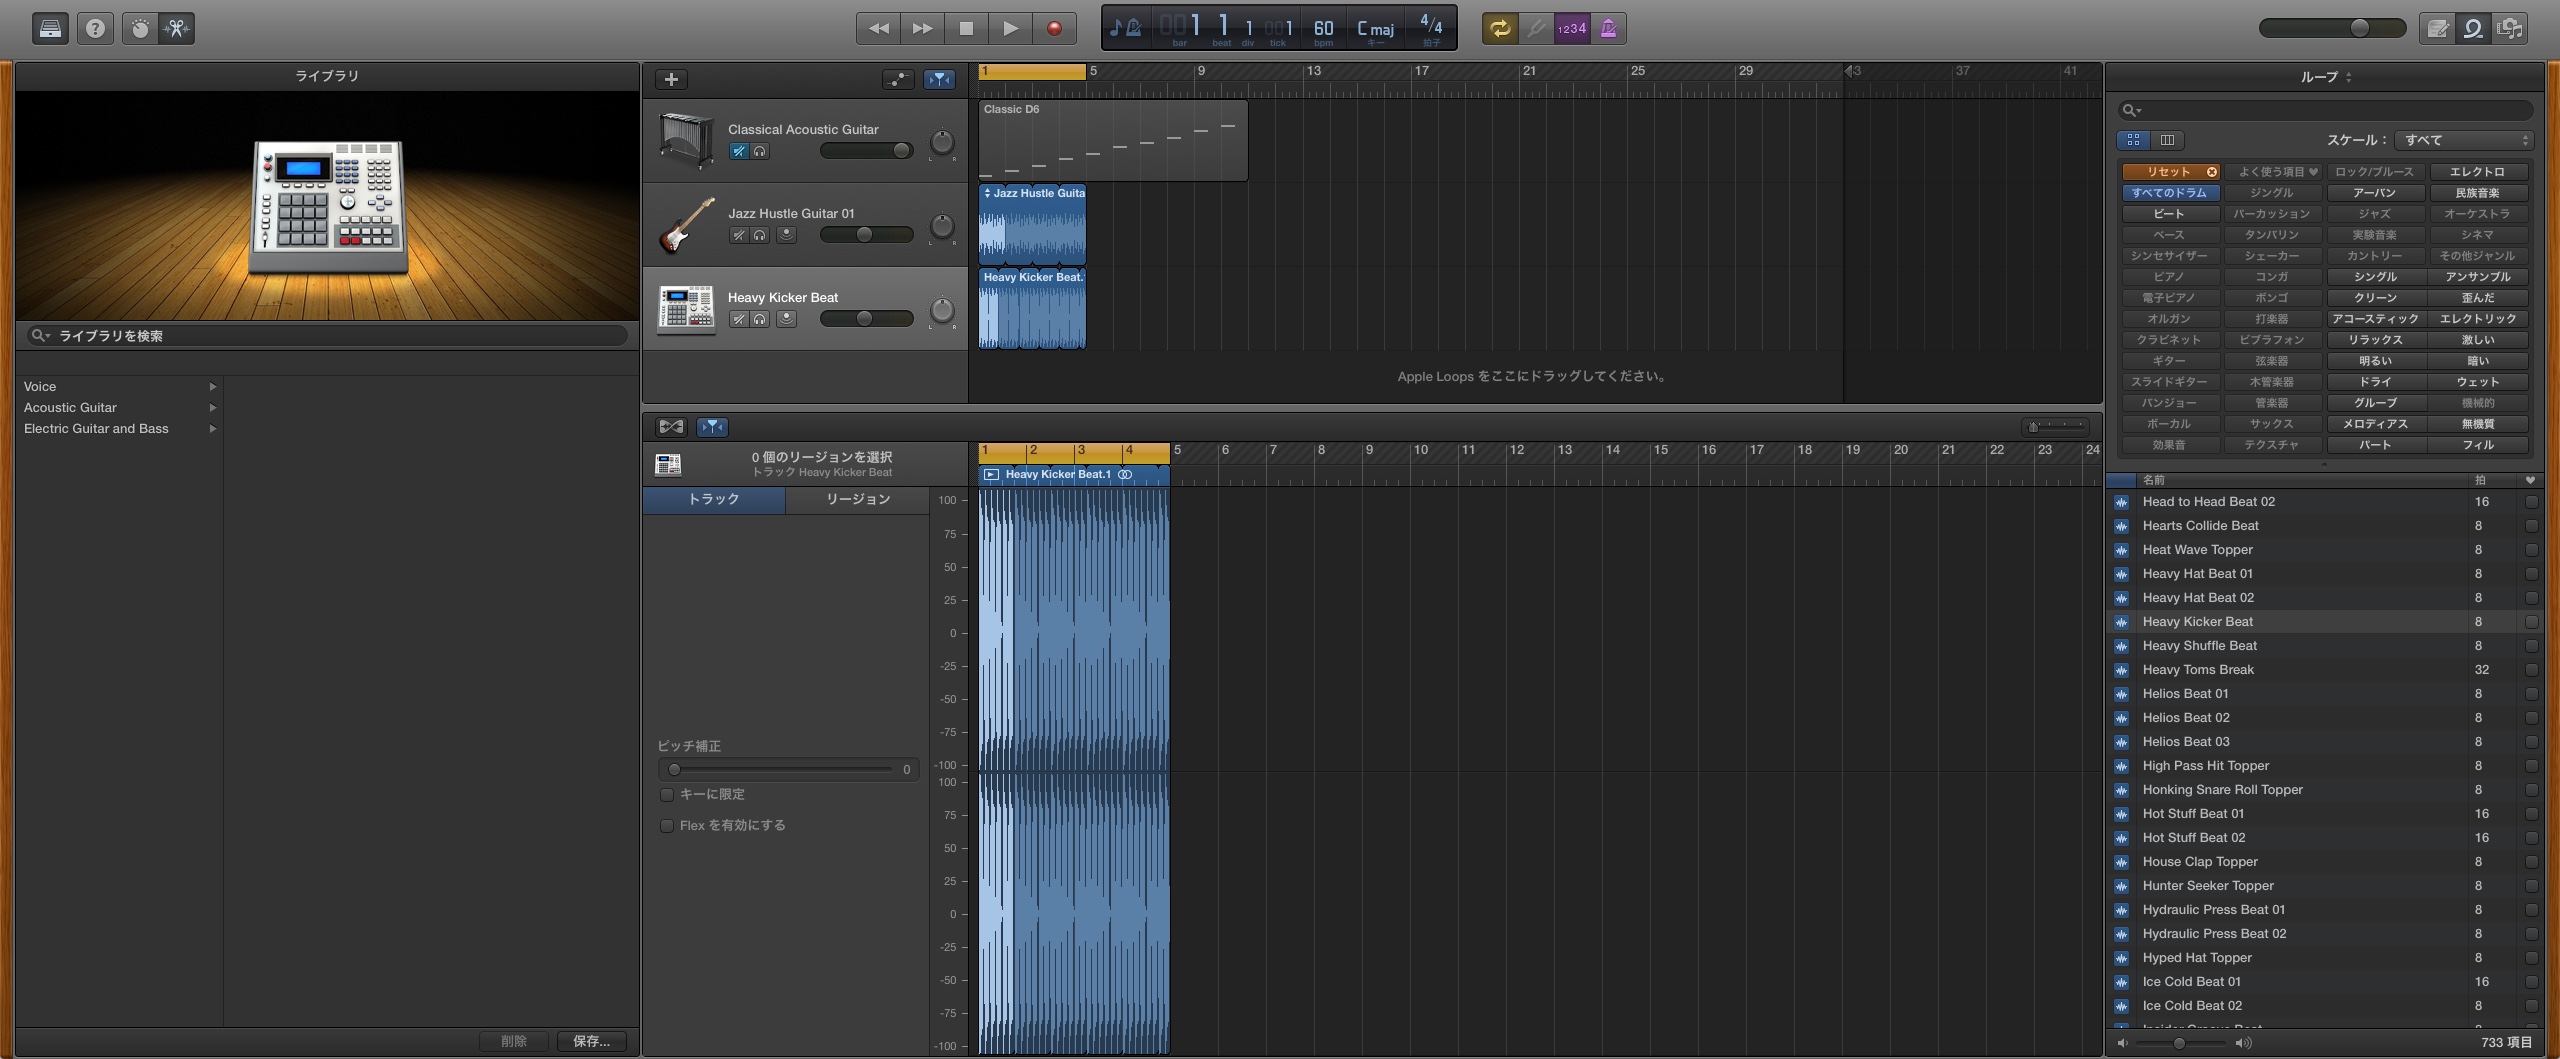 001 1 1 001 60 Cmaj 4/4
bar beat div tick bpm キー 拍子
1234
ライブラリ
ライブラリを検索
Voice
Acoustic Guitar
Electric Guitar and Bass
削除 保存...
1 5 9 13 17 21 25 29 33 37 41
Classical Acoustic Guitar
L R
Classic D6
Jazz Hustle Guitar 01
L R
Jazz Hustle Guita
Heavy Kicker Beat
L R
Heavy Kicker Beat.
Apple Loops をここにドラッグしてください。
0 個のリージョンを選択
トラック Heavy Kicker Beat
1 2 3 4 5 6 7 8 9 10 11 12 13 14 15 16 17 18 19 20 21 22 23 24
Heavy Kicker Beat.1
トラック リージョン
100
75
50
25
0
-25
-50
-75
-100
100
75
50
25
0
-25
-50
-75
-100
ピッチ補正
0
キーに限定
Flex を有効にする
ループ
スケール： すべて
リセット よく使う項目 ロック/ブルース エレクトロ
すべてのドラム ジングル アーバン 民族音楽
ビート パーカッション ジャズ オーケストラ
ベース タンバリン 実験音楽 シネマ
シンセサイザー シェーカー カントリー その他ジャンル
ピアノ コンガ シングル アンサンブル
電子ピアノ ボンゴ クリーン 歪んだ
オルガン 打楽器 アコースティック エレクトリック
クラビネット ビブラフォン リラックス 激しい
ギター 弦楽器 明るい 暗い
スライドギター 木管楽器 ドライ ウェット
バンジョー 管楽器 グルーブ 機械的
ボーカル サックス メロディアス 無機質
効果音 テクスチャ パート フィル
名前 拍
Head to Head Beat 02 16
Hearts Collide Beat 8
Heat Wave Topper 8
Heavy Hat Beat 01 8
Heavy Hat Beat 02 8
Heavy Kicker Beat 8
Heavy Shuffle Beat 8
Heavy Toms Break 32
Helios Beat 01 8
Helios Beat 02 8
Helios Beat 03 8
High Pass Hit Topper 8
Honking Snare Roll Topper 8
Hot Stuff Beat 01 16
Hot Stuff Beat 02 16
House Clap Topper 8
Hunter Seeker Topper 8
Hydraulic Press Beat 01 8
Hydraulic Press Beat 02 8
Hyped Hat Topper 8
Ice Cold Beat 01 16
Ice Cold Beat 02 8
733 項目